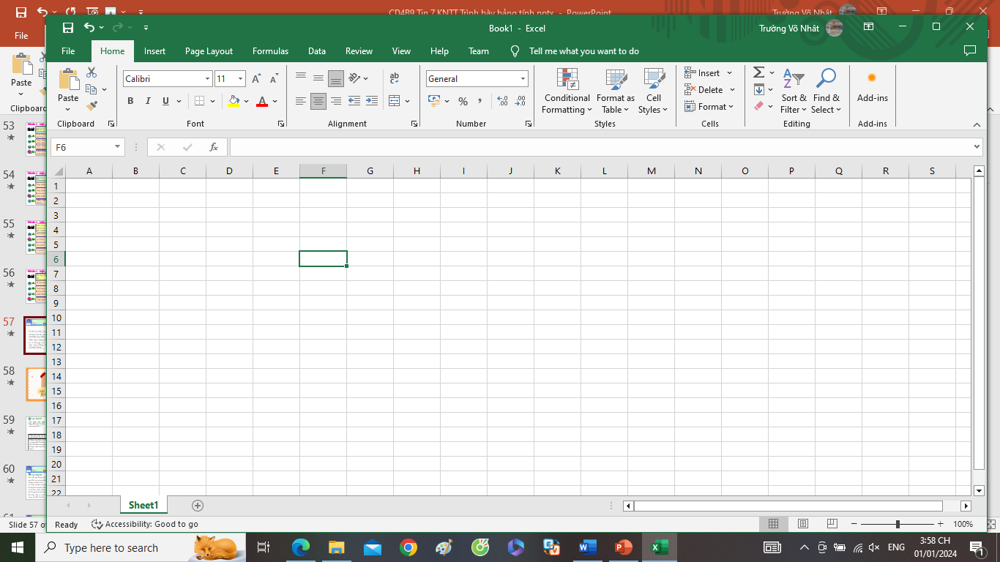 CD4B9 Tin 7 KNTT Trình bày bảng tính.pptx - PowerPoint
Trường Võ Nhật
File
Paste
Clipboard
53
54
55
56
57
58
59
60
61
Slide 57 of
Book1 - Excel
Trường Võ Nhất
File Home Insert Page Layout Formulas Data Review View Help Team Tell me what you want to do
Paste
Clipboard
Calibri 11
B I U
Font
ab
Alignment
General
%
Number
Conditional Formatting
Format as Table
Cell Styles
Styles
Insert
Delete
Format
Cells
Sort & Filter
Find & Select
Editing
Add-ins
Add-ins
F6
fx
A B C D E F G H I J K L M N O P Q R S
1
2
3
4
5
6
7
8
9
10
11
12
13
14
15
16
17
18
19
20
21
22
Sheet1
Ready Accessibility: Good to go 100%
Type here to search
ENG
3:58 CH
01/01/2024
1